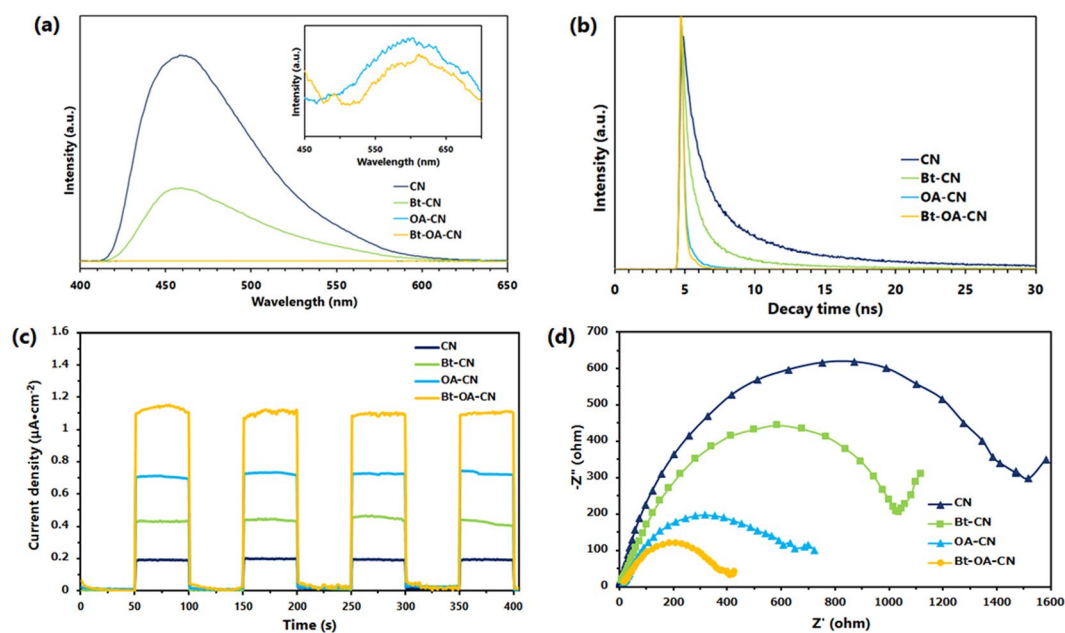 (a)
Intensity (a.u.)
400 450 500 550 600 650
Wavelength (nm)
CN
Bt-CN
OA-CN
Bt-OA-CN
Intensity (a.u.)
450 550 650
Wavelength (nm)
(b)
Intensity (a.u.)
CN
Bt-CN
OA-CN
Bt-OA-CN
0 5 10 15 20 25 30
Decay time (ns)
(c)
Current density (μA•cm⁻²)
1.6
1.4
1.2
1
0.8
0.6
0.4
0.2
0
0 50 100 150 200 250 300 350 400
Time (s)
CN
Bt-CN
OA-CN
Bt-OA-CN
(d)
-Z'' (ohm)
700
600
500
400
300
200
100
0
0 200 400 600 800 1000 1200 1400 1600
Z' (ohm)
CN
Bt-CN
OA-CN
Bt-OA-CN